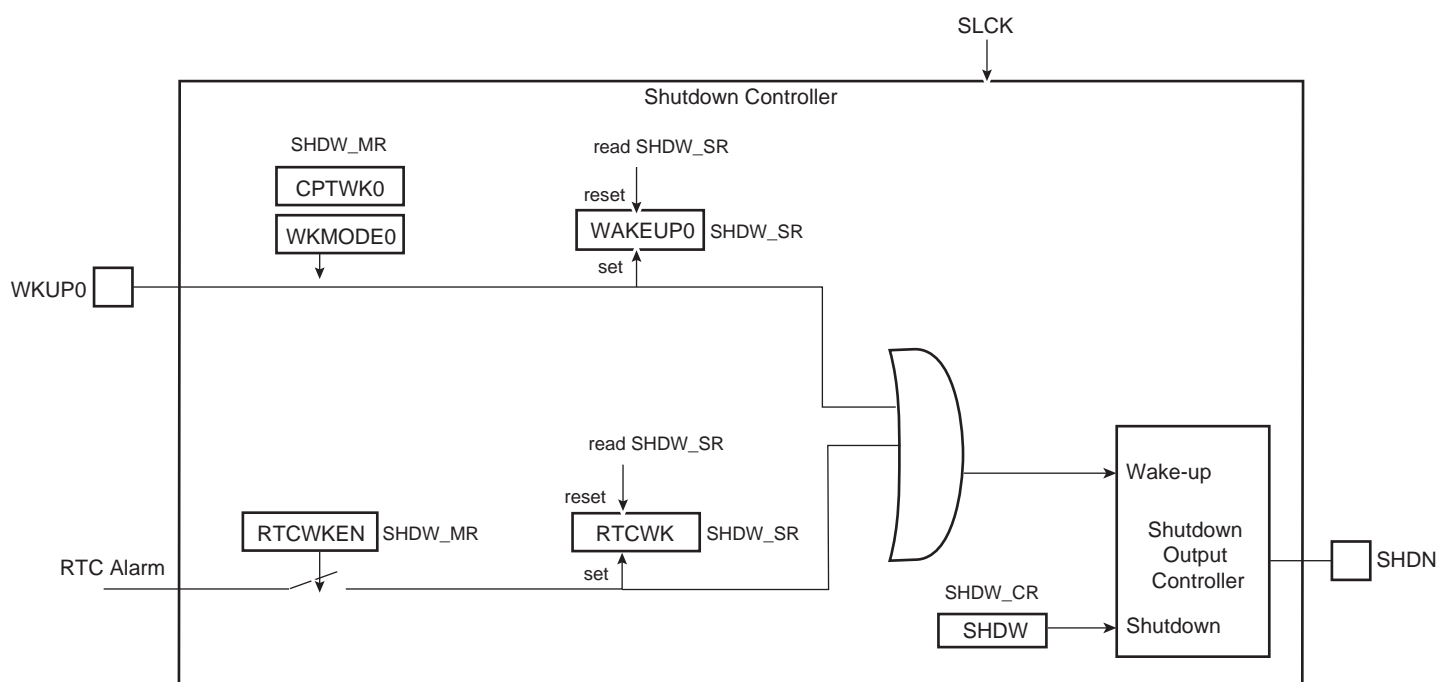 SLCK
Shutdown Controller
SHDW_MR
CPTWK0
WKMODE0
read SHDW_SR
reset
WAKEUP0
SHDW_SR
set
WKUP0
read SHDW_SR
reset
RTCWKEN
SHDW_MR
RTCWK
SHDW_SR
RTC Alarm
set
Wake-up
Shutdown
Output
Controller
SHDN
SHDW_CR
SHDW
Shutdown